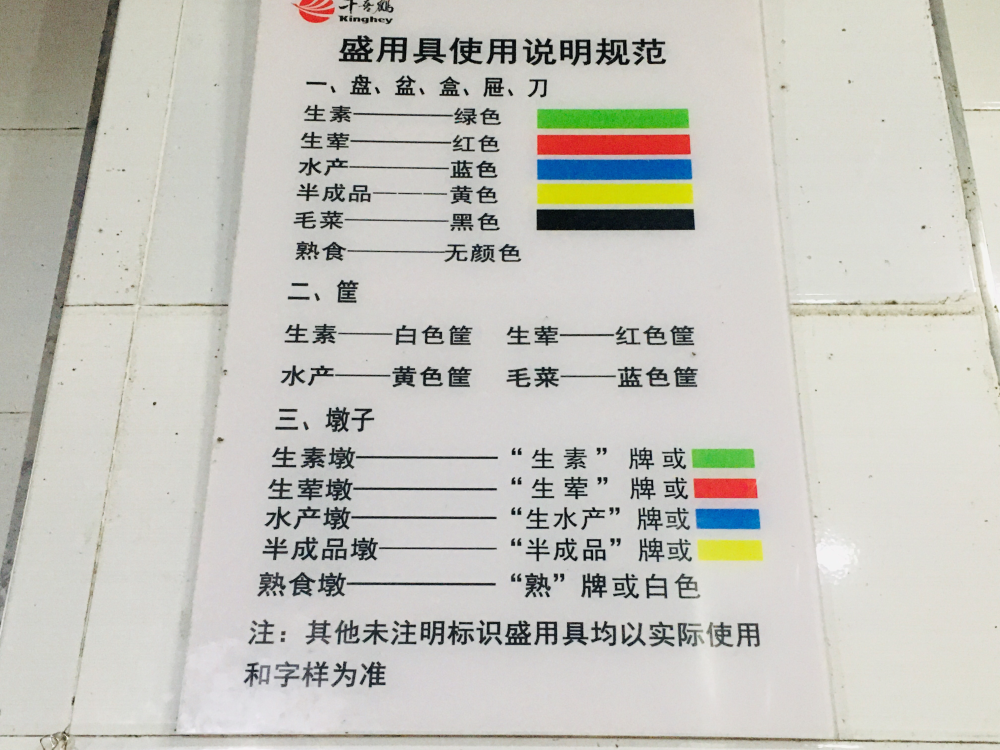 Kinghey
盛用具使用说明规范
一、盘、盆、盒、屉、刀
生素————绿色
生荤————红色
水产————蓝色
半成品———黄色
毛菜————黑色
熟食————无颜色
二、筐
生素——白色筐 生荤——红色筐
水产——黄色筐 毛菜——蓝色筐
三、墩子
生素墩————“生素”牌或
生荤墩————“生荤”牌或
水产墩————“生水产”牌或
半成品墩————“半成品”牌或
熟食墩————“熟”牌或白色
注：其他未注明标识盛用具均以实际使用
和字样为准